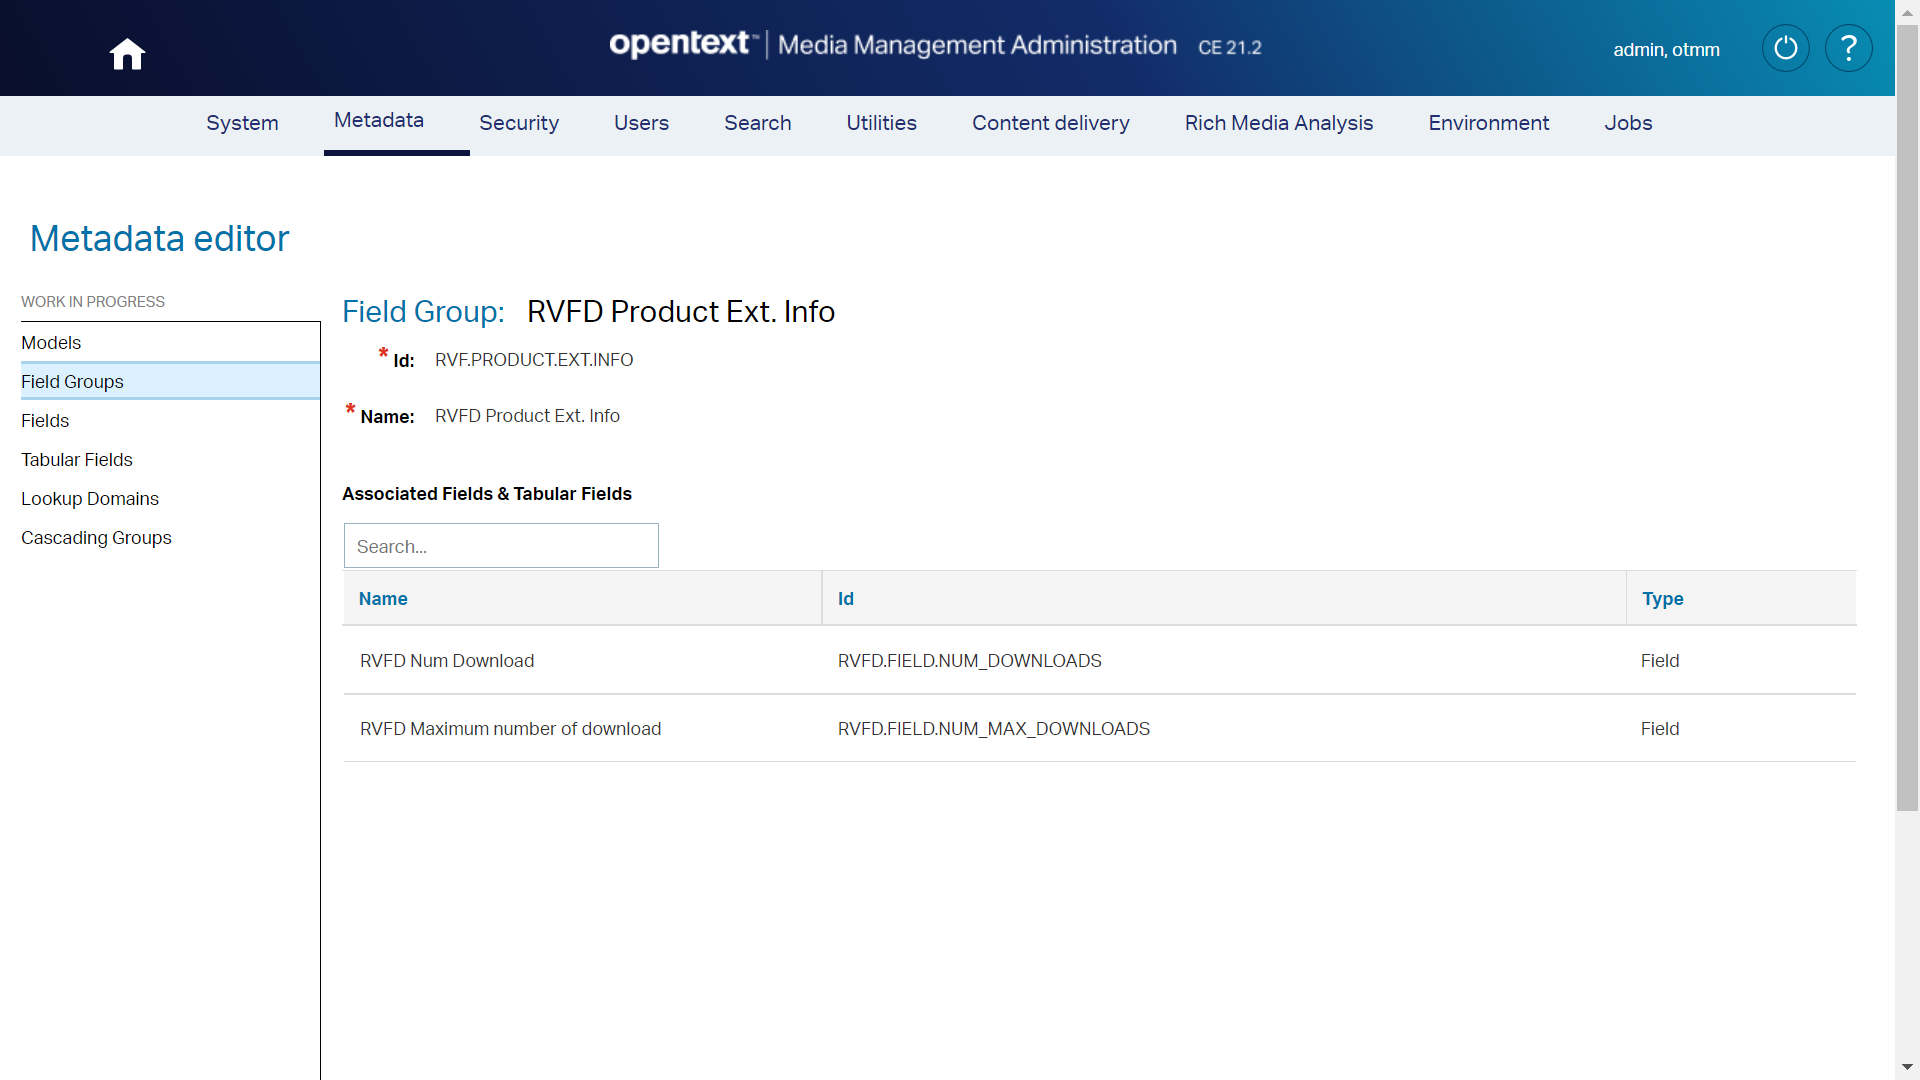 opentext™ | Media Management Administration CE 21.2
admin, otmm
?
System Metadata Security Users Search Utilities Content delivery Rich Media Analysis Environment Jobs
Metadata editor
WORK IN PROGRESS
Models
Field Groups
Fields
Tabular Fields
Lookup Domains
Cascading Groups
Field Group: RVFD Product Ext. Info
* Id: RVF.PRODUCT.EXT.INFO
* Name: RVFD Product Ext. Info
Associated Fields & Tabular Fields
Search...
Name Id Type
RVFD Num Download RVFD.FIELD.NUM_DOWNLOADS Field
RVFD Maximum number of download RVFD.FIELD.NUM_MAX_DOWNLOADS Field